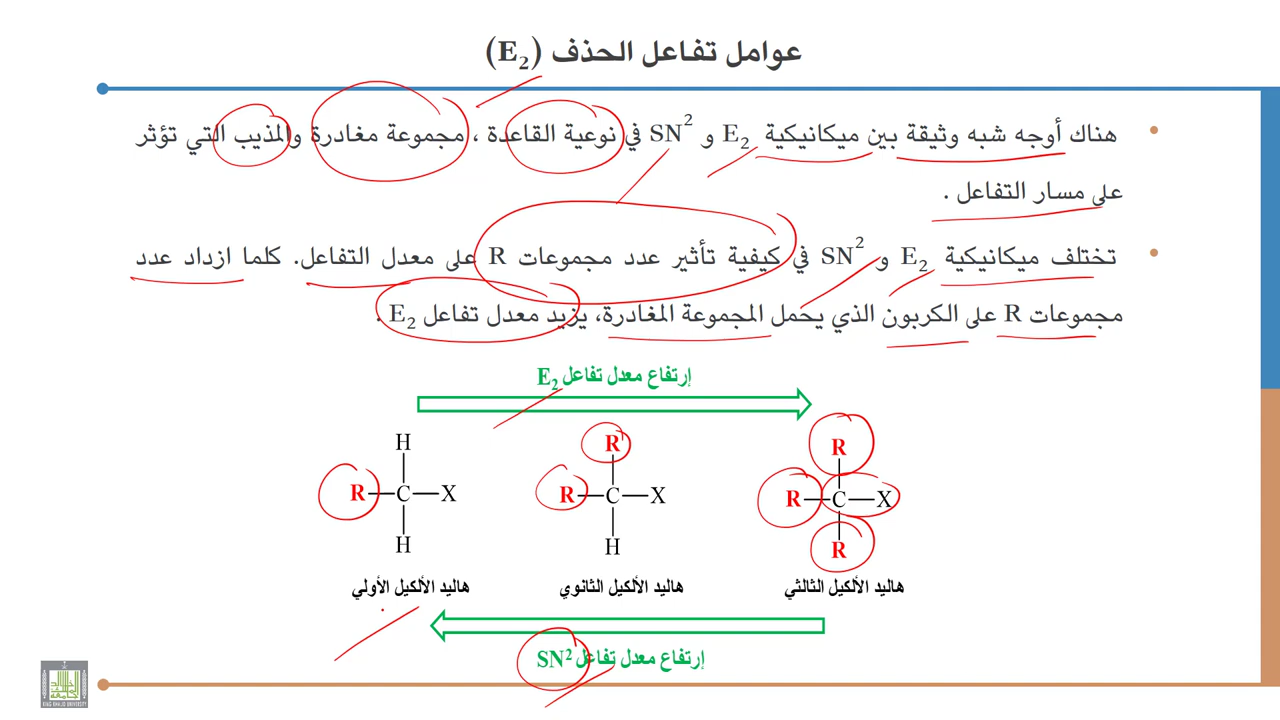 عوامل تفاعل الحذف (E₂)
هناك أوجه شبه وثيقة بين ميكانيكية E₂ و SN² في نوعية القاعدة ، مجموعة مغادرة والمذيب التي تؤثر
على مسار التفاعل .
تختلف ميكانيكية E₂ و SN² في كيفية تأثير عدد مجموعات R على معدل التفاعل. كلما ازداد عدد
مجموعات R على الكربون الذي يحمل المجموعة المغادرة، يزيد معدل تفاعل E₂ .
إرتفاع معدل تفاعل E₂
H
R
R
R C X
R C X
R C X
H
H
R
هاليد الألكيل الأولي
هاليد الألكيل الثانوي
هاليد الألكيل الثالثي
إرتفاع معدل تفاعل SN²
KING KHALID UNIVERSITY